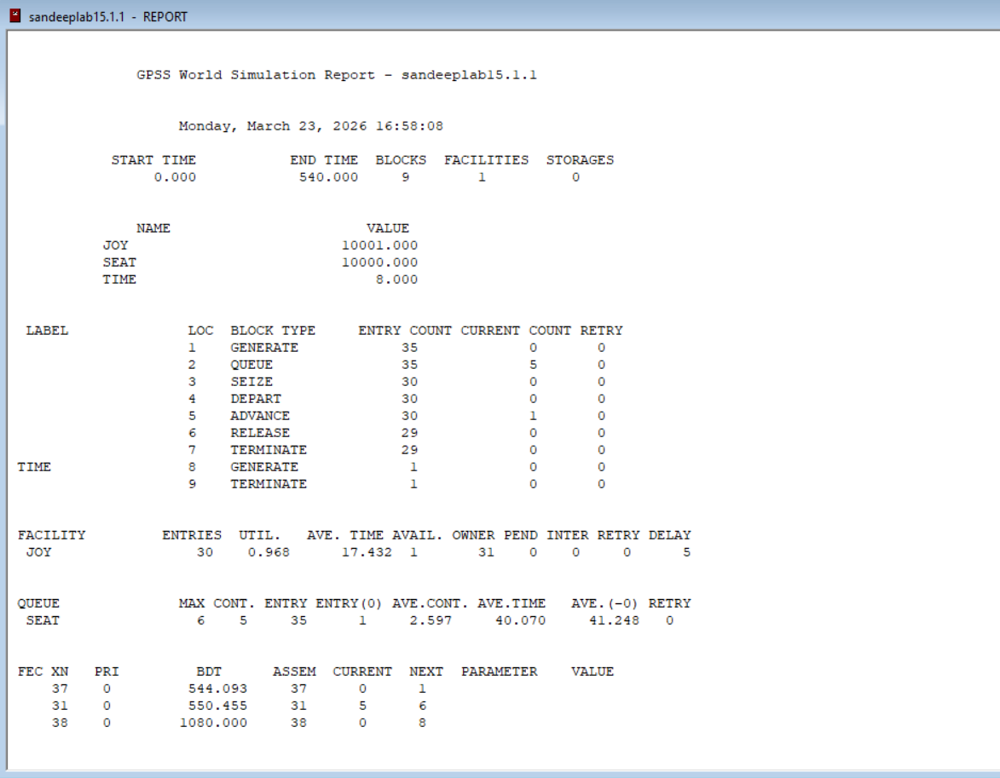 sandeeplab15.1.1 - REPORT
GPSS World Simulation Report - sandeeplab15.1.1
Monday, March 23, 2026 16:58:08
START TIME END TIME BLOCKS FACILITIES STORAGES
0.000 540.000 9 1 0
NAME VALUE
JOY 10001.000
SEAT 10000.000
TIME 8.000
LABEL LOC BLOCK TYPE ENTRY COUNT CURRENT COUNT RETRY
1 GENERATE 35 0 0
2 QUEUE 35 5 0
3 SEIZE 30 0 0
4 DEPART 30 0 0
5 ADVANCE 30 1 0
6 RELEASE 29 0 0
7 TERMINATE 29 0 0
TIME 8 GENERATE 1 0 0
9 TERMINATE 1 0 0
FACILITY ENTRIES UTIL. AVE. TIME AVAIL. OWNER PEND INTER RETRY DELAY
JOY 30 0.968 17.432 1 31 0 0 0 5
QUEUE MAX CONT. ENTRY ENTRY(0) AVE.CONT. AVE.TIME AVE.(-0) RETRY
SEAT 6 5 35 1 2.597 40.070 41.248 0
FEC XN PRI BDT ASSEM CURRENT NEXT PARAMETER VALUE
37 0 544.093 37 0 1
31 0 550.455 31 5 6
38 0 1080.000 38 0 8